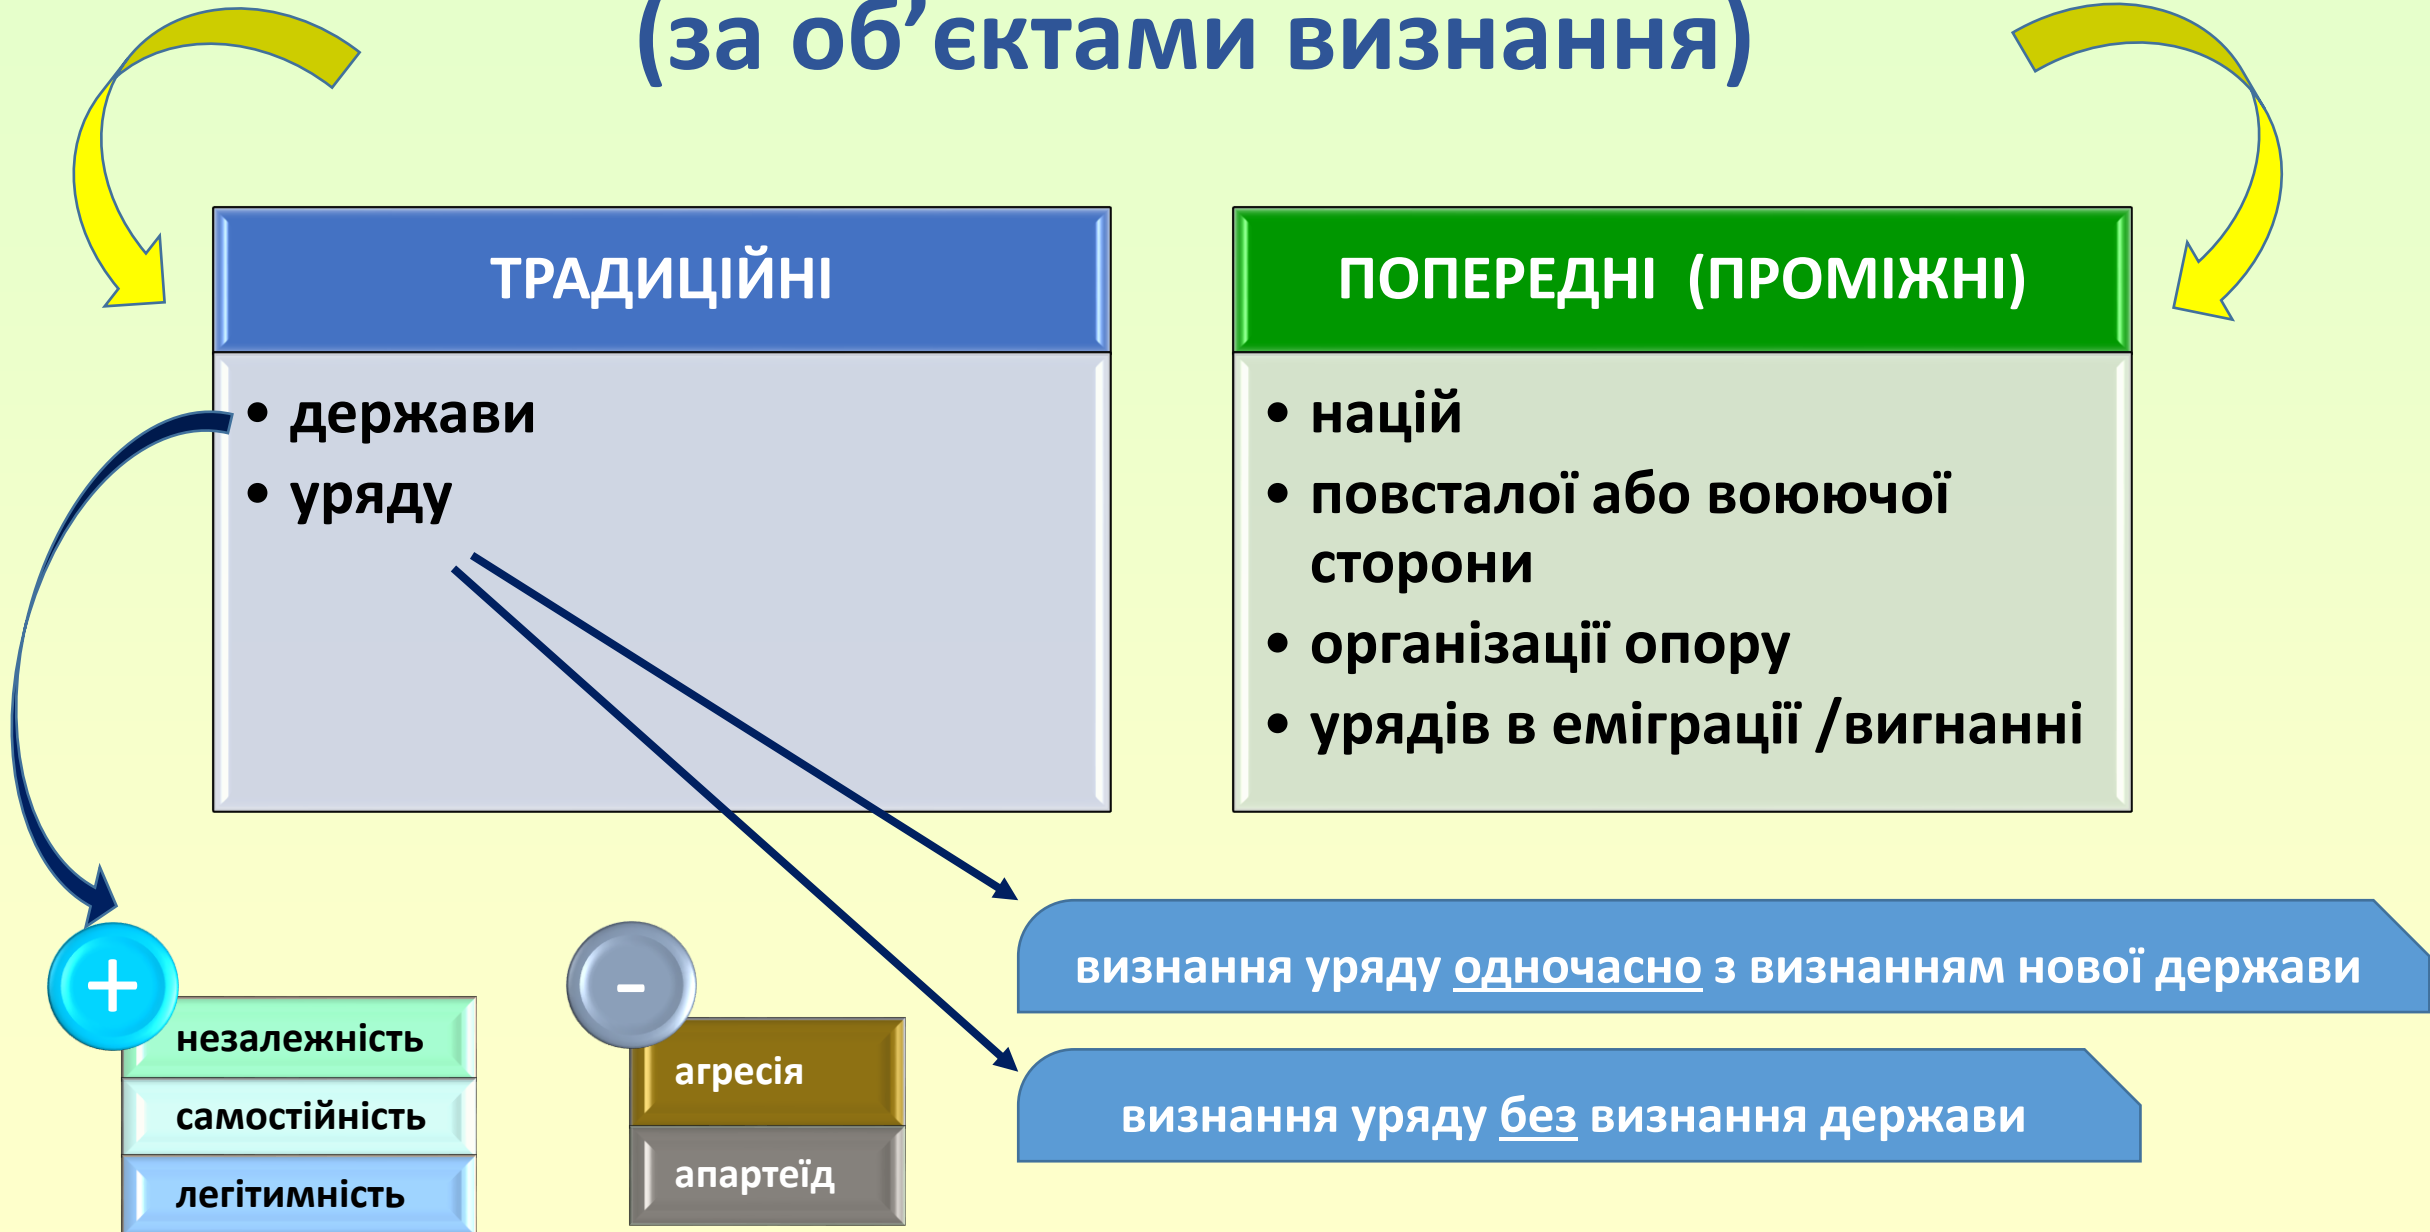 (за об’єктами визнання)
ТРАДИЦІЙНІ
• держави
• уряду
ПОПЕРЕДНІ (ПРОМІЖНІ)
• націй
• повсталої або воюючої
сторони
• організації опору
• урядів в еміграції /вигнанні
+
незалежність
самостійність
легітимність
-
агресія
апартеїд
визнання уряду одночасно з визнанням нової держави
визнання уряду без визнання держави